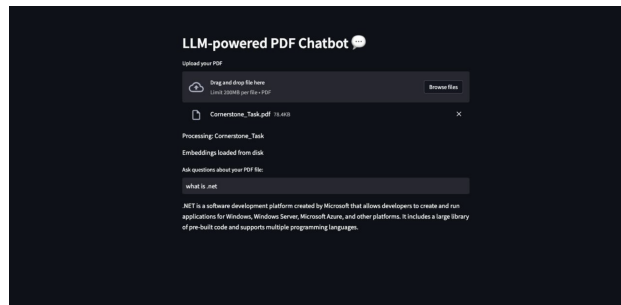 LLM-powered PDF Chatbot 💬
Upload your PDF
Drag and drop file here
Limit 200MB per file • PDF
Browse files
Cornerstone_Task.pdf 78.4KB
Processing: Cornerstone_Task
Embeddings loaded from disk
Ask questions about your PDF file:
what is .net
.NET is a software development platform created by Microsoft that allows developers to create and run
applications for Windows, Windows Server, Microsoft Azure, and other platforms. It includes a large library
of pre-built code and supports multiple programming languages.